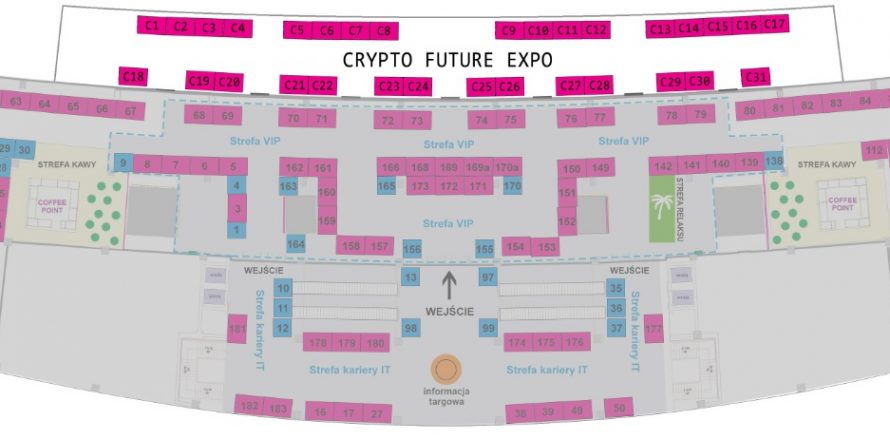 C1 C2 C3 C4 C5 C6 C7 C8 C9 C10 C11 C12 C13 C14 C15 C16 C17
CRYPTO FUTURE EXPO
C18 C19 C20 C21 C22 C23 C24 C25 C26 C27 C28 C29 C30 C31
63 64 65 66 67 68 69 70 71 72 73 74 75 76 77 78 79 80 81 82 83 84
Strefa VIP Strefa VIP Strefa VIP
29 30 112
STREFA KAWY 9 8 7 6 5 162 161 166 168 169 169a 170a 150 149 142 141 140 139 138 STREFA KAWY
4 163 160 165 173 172 171 170 151
COFFEE POINT 3 159 152 STREFA RELAKSU COFFEE POINT
1 Strefa VIP
164 158 157 156 155 154 153
WEJŚCIE 13 97 WEJŚCIE
10 35
11 WEJŚCIE 36
12 98 99 37
181 Strefa kariery IT Strefa kariery IT 177
178 179 180 174 175 176
Strefa kariery IT Strefa kariery IT
informacja
targowa
182 183 16 17 27 38 39 49 50